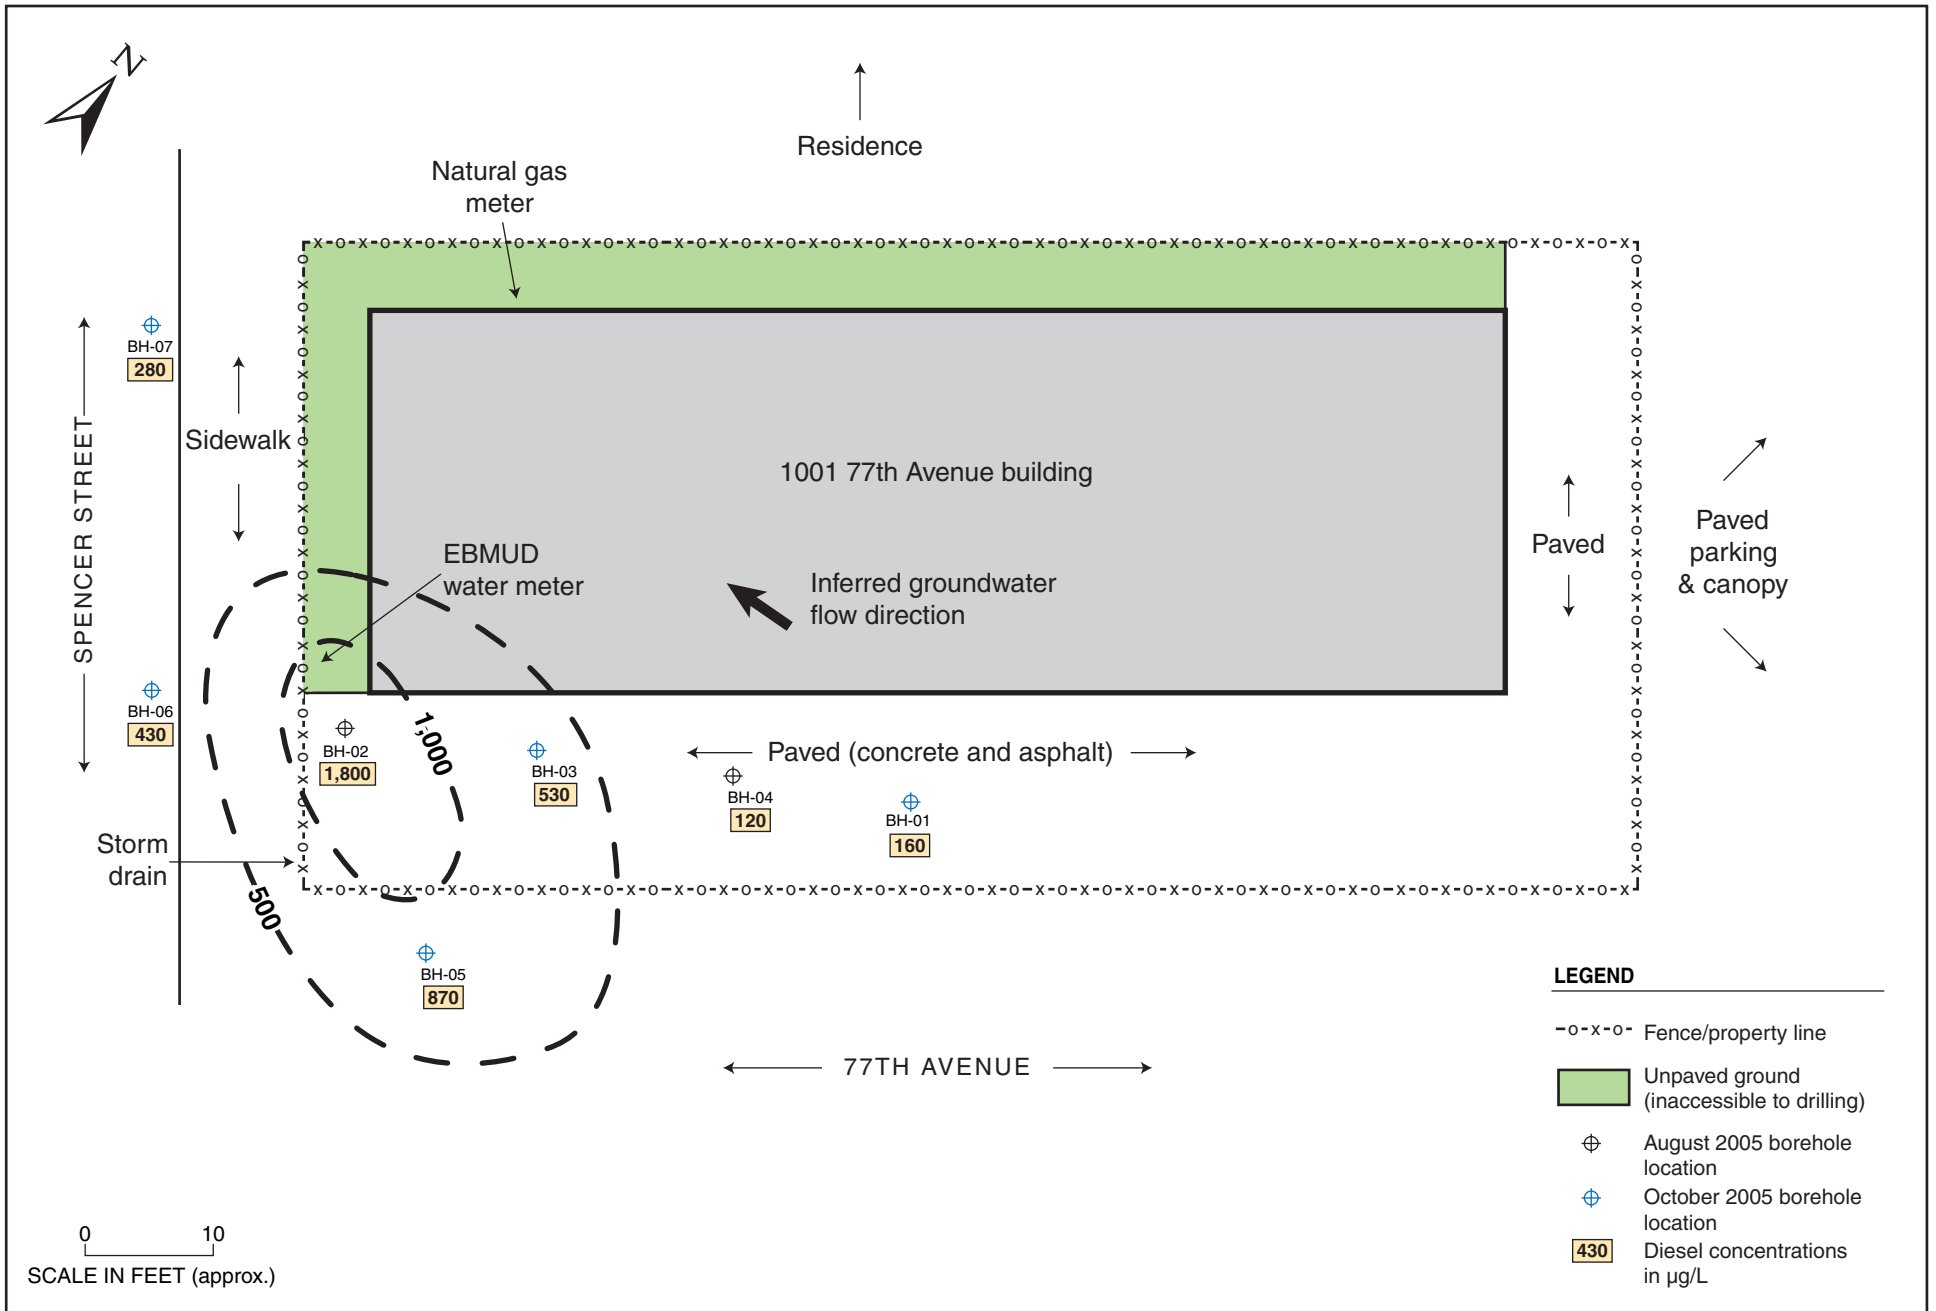 N
Residence
Natural gas
meter
BH-07
280
Sidewalk
SPENCER STREET
1001 77th Avenue building
EBMUD
water meter
Inferred groundwater
flow direction
Paved
Paved
parking
& canopy
BH-06
430
BH-02
1,800
1,000
BH-03
530
Paved (concrete and asphalt)
BH-04
120
BH-01
160
Storm
drain
500
BH-05
870
77TH AVENUE
LEGEND
-o-x-o- Fence/property line
Unpaved ground
(inaccessible to drilling)
August 2005 borehole
location
October 2005 borehole
location
430 Diesel concentrations
in µg/L
0 10
SCALE IN FEET (approx.)